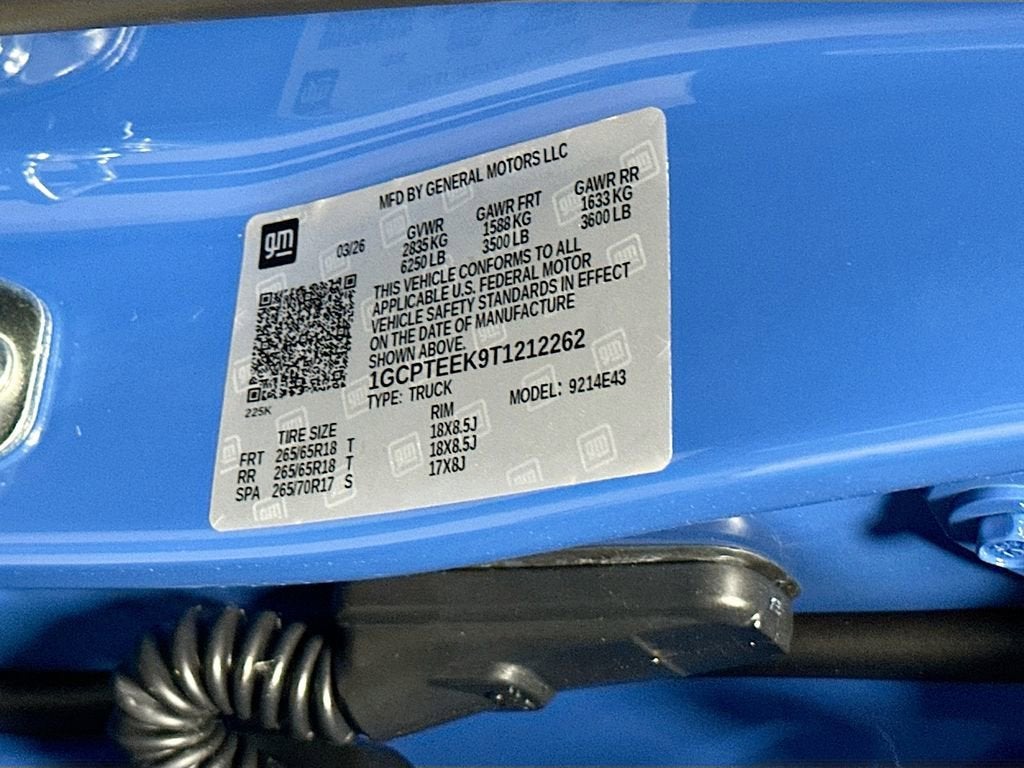 MFD BY GENERAL MOTORS LLC
gm 03/26 GVWR GAWR FRT GAWR RR
2835 KG 1588 KG 1633 KG
6250 LB 3500 LB 3600 LB
THIS VEHICLE CONFORMS TO ALL
APPLICABLE U.S. FEDERAL MOTOR
VEHICLE SAFETY STANDARDS IN EFFECT
ON THE DATE OF MANUFACTURE
SHOWN ABOVE.
1GCPTEEK9T1212262
225K
TYPE: TRUCK MODEL: 9214E43
TIRE SIZE RIM
FRT 265/65R18 T 18X8.5J
RR 265/65R18 T 18X8.5J
SPA 265/70R17 S 17X8J